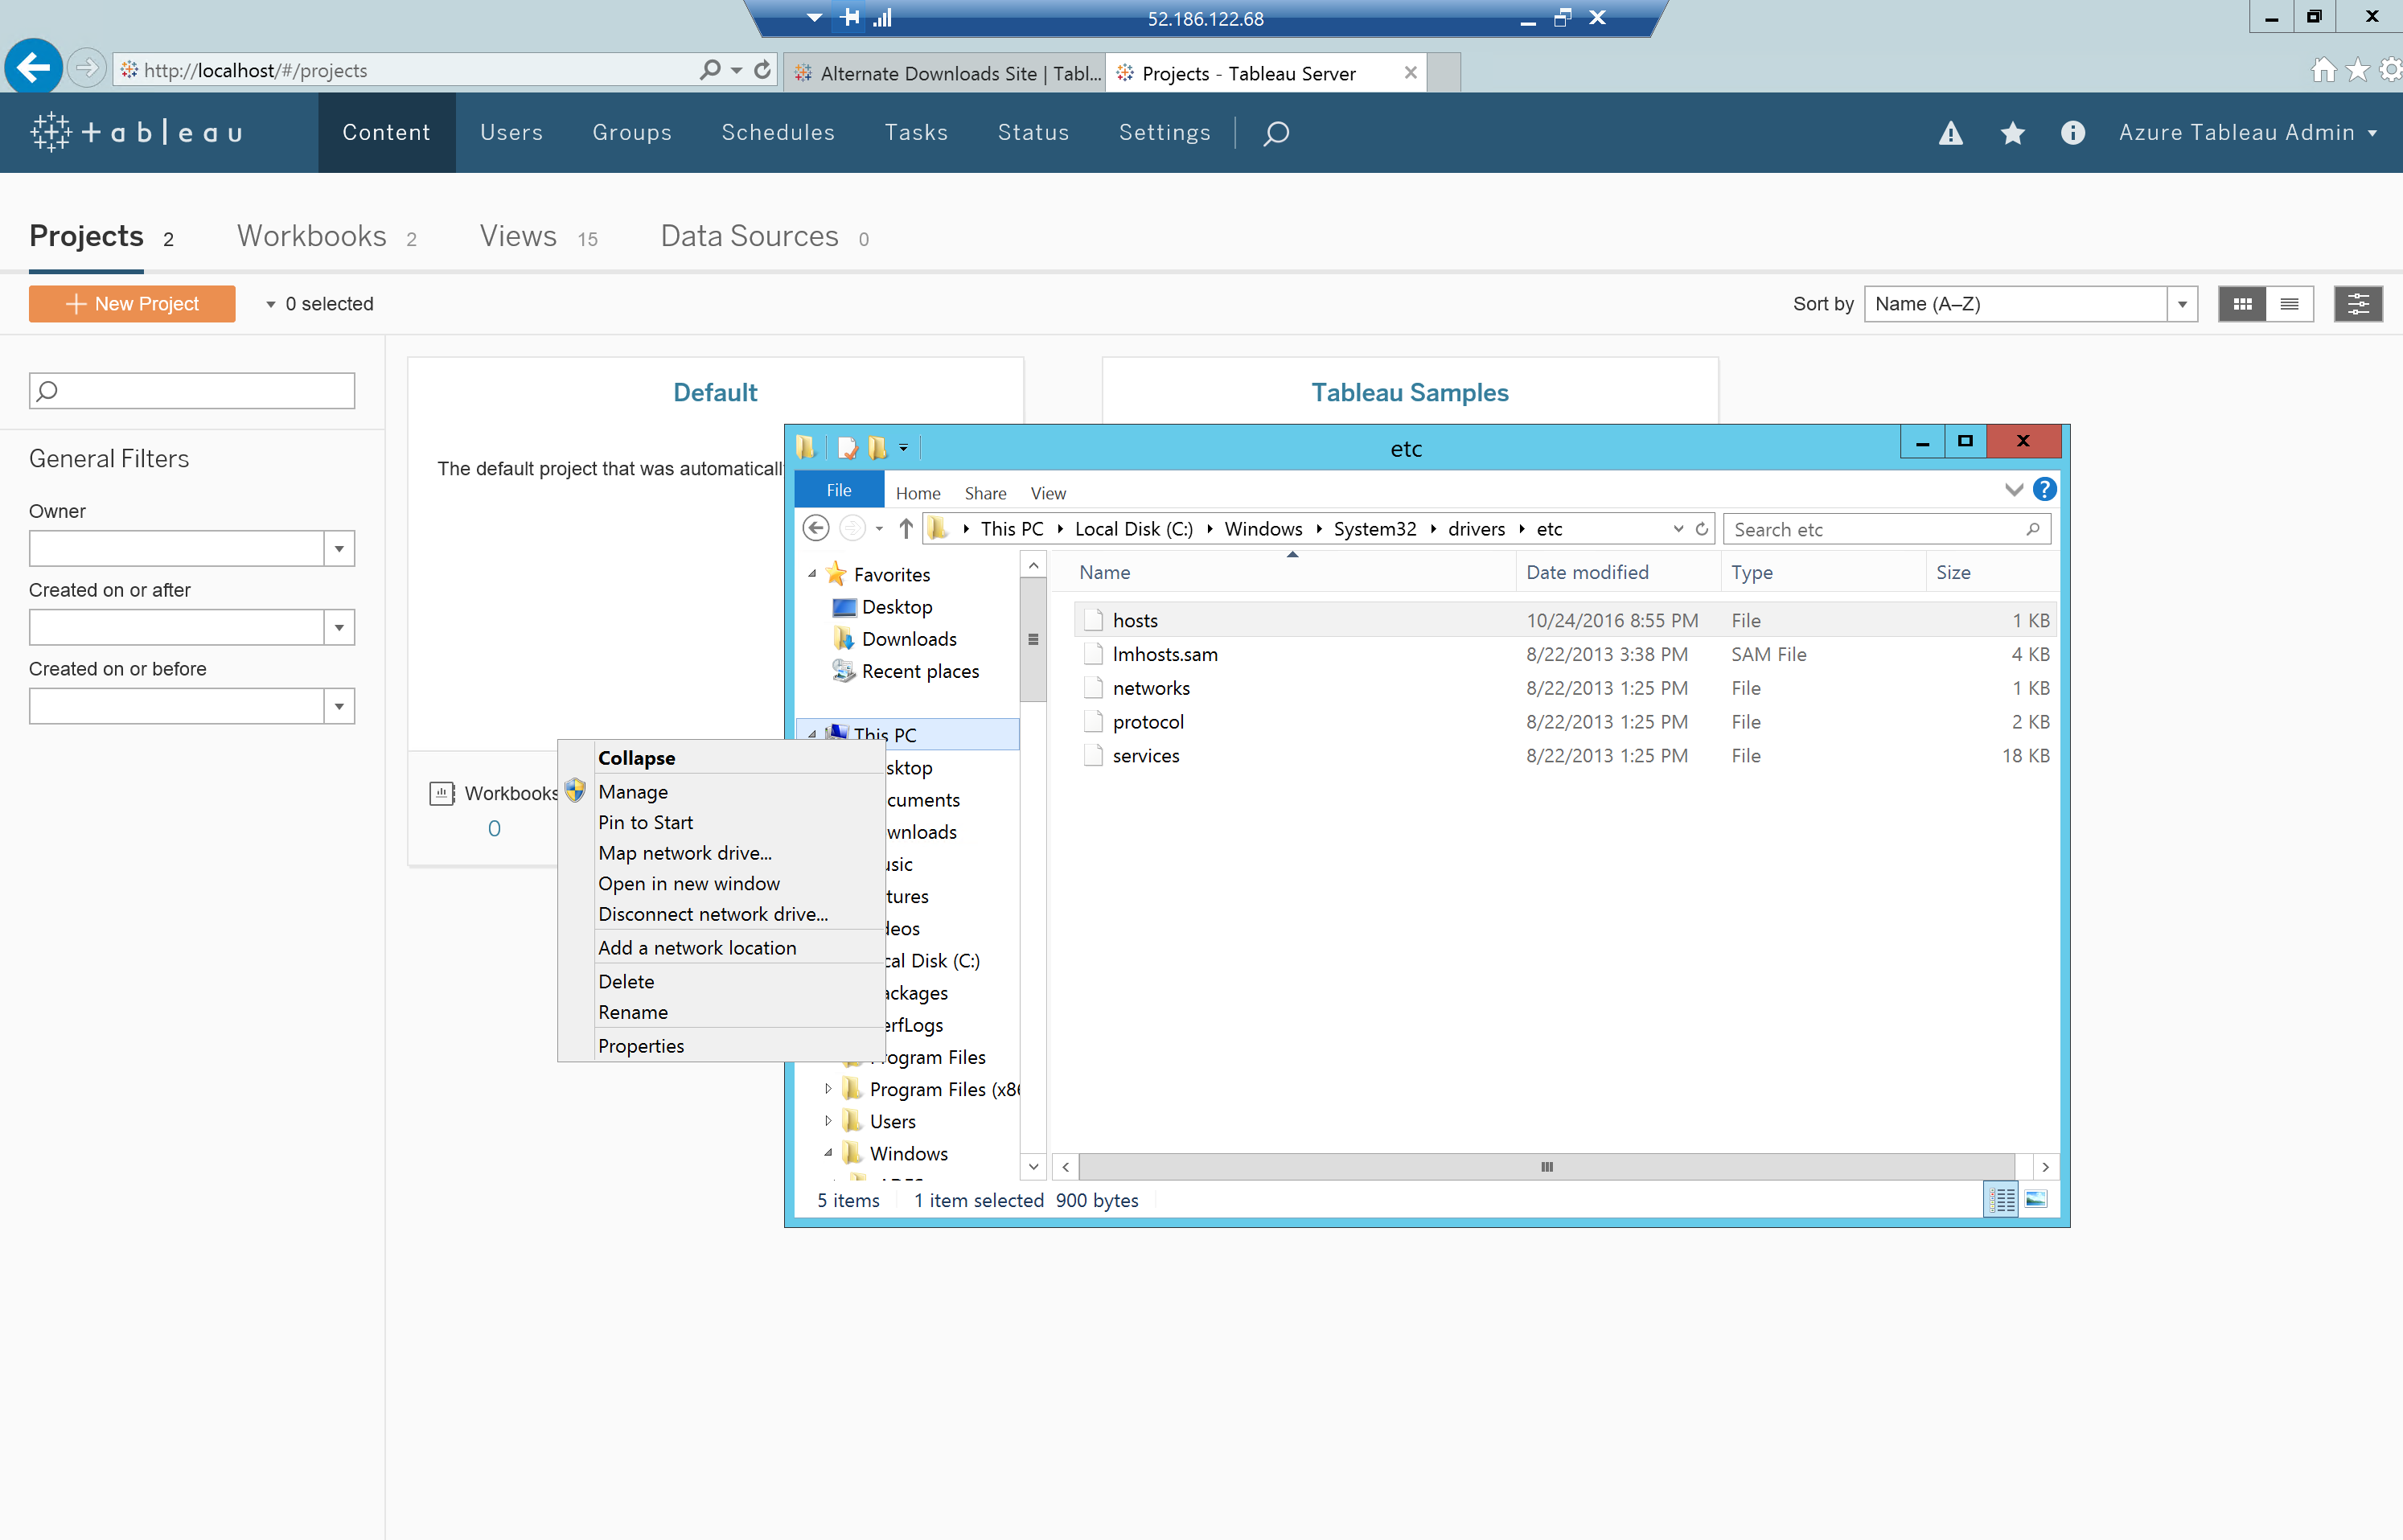 52.186.122.68
http://localhost/#/projects
Alternate Downloads Site | Tabl...
Projects - Tableau Server
+ a b | e a u
Content
Users
Groups
Schedules
Tasks
Status
Settings
Azure Tableau Admin
Projects 2
Workbooks 2
Views 15
Data Sources 0
New Project
0 selected
Sort by
Name (A–Z)
General Filters
Owner
Created on or after
Created on or before
Default
The default project that was automaticall
Workbooks
0
Tableau Samples
etc
File
Home
Share
View
This PC
Local Disk (C:)
Windows
System32
drivers
etc
Search etc
Favorites
Desktop
Downloads
Recent places
This PC
sktop
cuments
wnloads
usic
tures
deos
cal Disk (C:)
ackages
erfLogs
rogram Files
Program Files (x86
Users
Windows
Name
Date modified
Type
Size
hosts 10/24/2016 8:55 PM File 1 KB
lmhosts.sam 8/22/2013 3:38 PM SAM File 4 KB
networks 8/22/2013 1:25 PM File 1 KB
protocol 8/22/2013 1:25 PM File 2 KB
services 8/22/2013 1:25 PM File 18 KB
5 items
1 item selected 900 bytes
Collapse
Manage
Pin to Start
Map network drive...
Open in new window
Disconnect network drive...
Add a network location
Delete
Rename
Properties